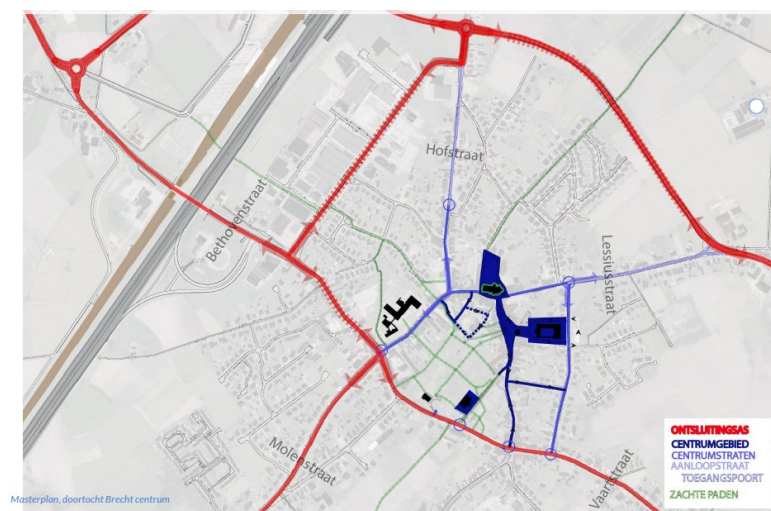 Hofstraat
Bethovenstraat
Lessiusstraat
Molenstraat
Vaartstraat
ONTSLUITINGSAS
CENTRUMGEBIED
CENTRUMSTRATEN
AANLOOPSTRAAT
TOEGANGSPOORT
ZACHTE PADEN
Masterplan, doortocht Brecht centrum